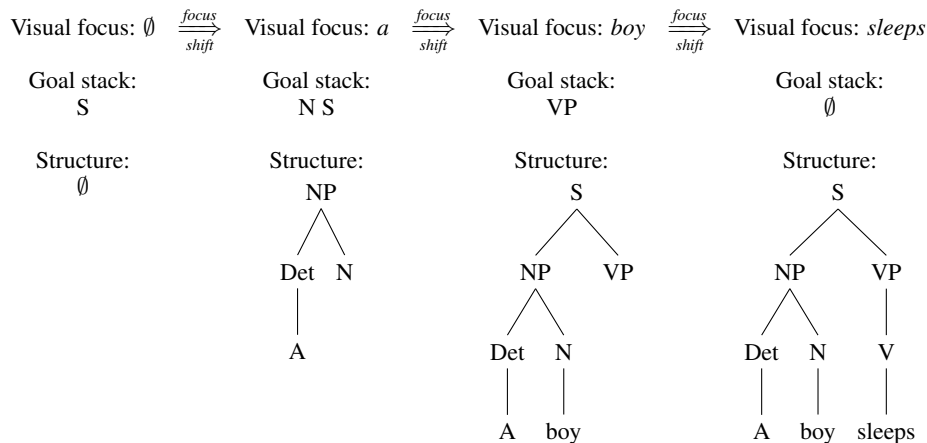 Visual focus: ∅ focus shift Visual focus: a focus shift Visual focus: boy focus shift Visual focus: sleeps
Goal stack: Goal stack: Goal stack: Goal stack:
S N S VP ∅
Structure: Structure: Structure: Structure:
∅ NP S S
Det N NP VP NP VP
A Det N Det N V
A boy A boy sleeps